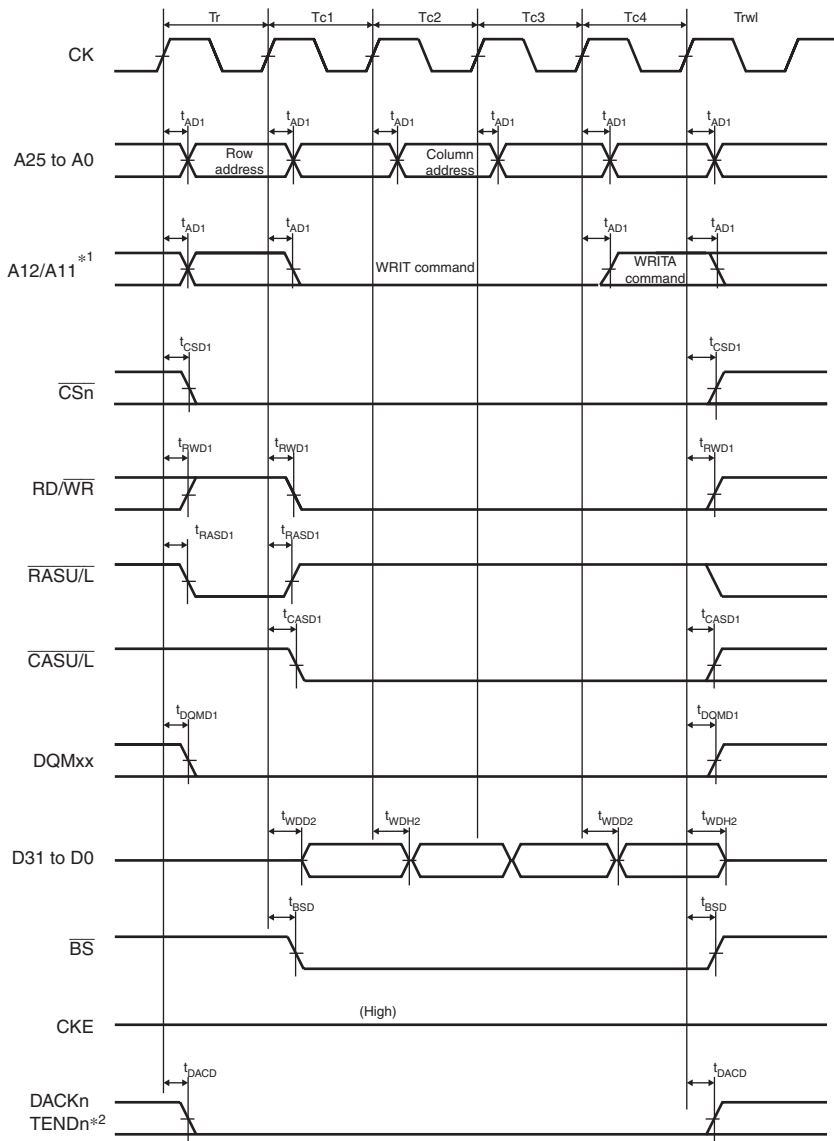 Tr Tc1 Tc2 Tc3 Tc4 Trwl
CK
tAD1 tAD1 tAD1 tAD1 tAD1 tAD1
A25 to A0
Row address
Column address
tAD1 tAD1 tAD1 tAD1
A12/A11*1
WRIT command
WRITA command
tCSD1 tCSD1
CSn
tRWD1 tRWD1 tRWD1
RD/WR
tRASD1 tRASD1
RASU/L
tCASD1 tCASD1
CASU/L
tDQMD1 tDQMD1
DQMxx
tWDD2 tWDH2 tWDD2 tWDH2
D31 to D0
tBSD tBSD
BS
(High)
CKE
tDACD tDACD
DACKn
TENDn*2